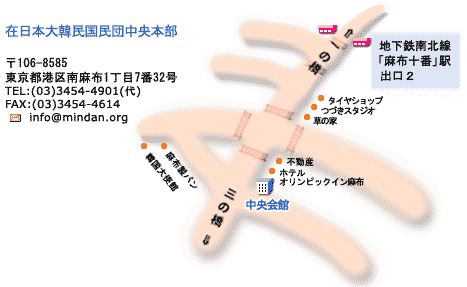 在日本大韓民国民団中央本部
〒106-8585
東京都港区南麻布1丁目7番32号
TEL:(03)3454-4901(代)
FAX:(03)3454-4614
info@mindan.org
一の橋
地下鉄南北線
「麻布十番」駅
出口2
タイヤショップ
つづきスタジオ
草の家
不動産
ホテル
オリンピックイン麻布
中央会館
麻布製パン
韓国大使館
三の橋